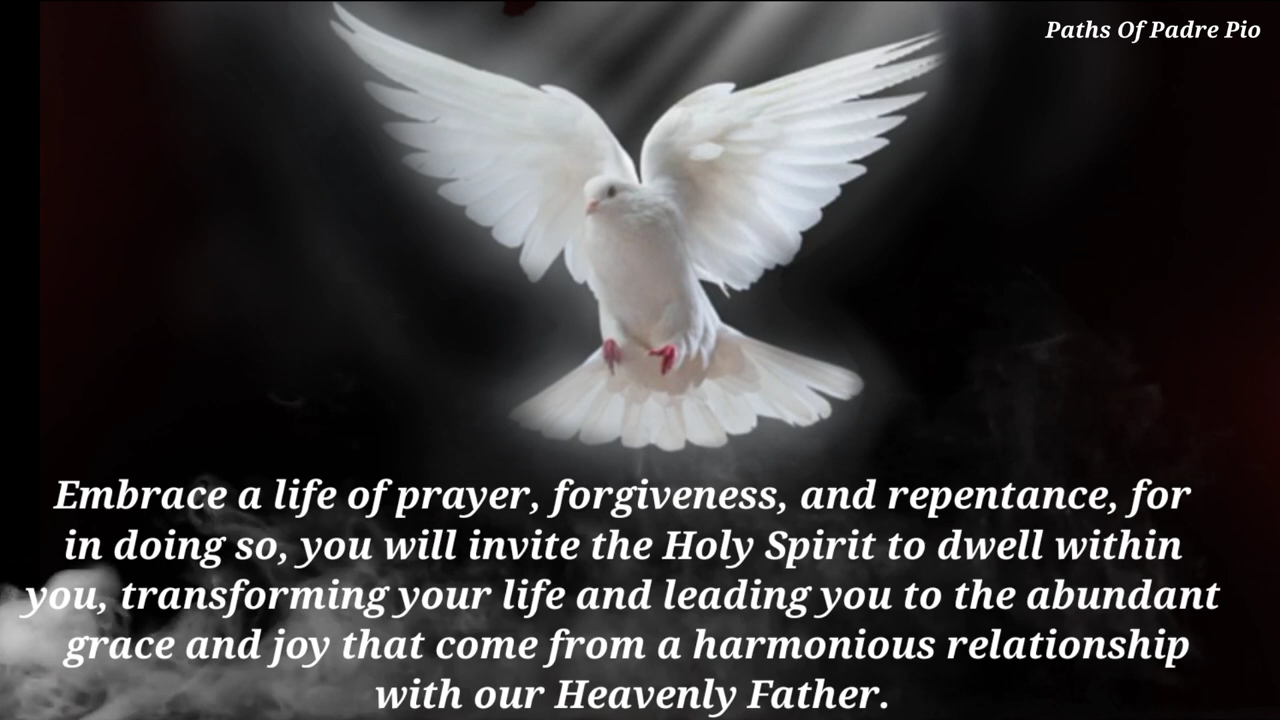 Paths Of Padre Pio
Embrace a life of prayer, forgiveness, and repentance, for
in doing so, you will invite the Holy Spirit to dwell within
you, transforming your life and leading you to the abundant
grace and joy that come from a harmonious relationship
with our Heavenly Father.